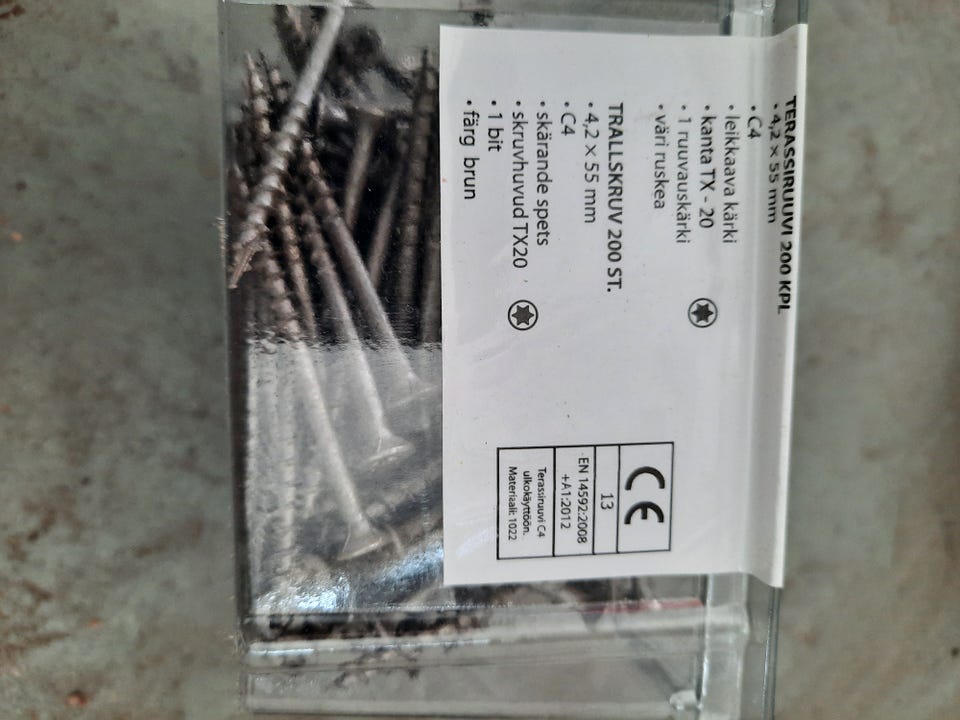 TERASSIRUUVI 200 KPL
• 4,2 × 55 mm
• C4
• leikkaava kärki
• kanta TX - 20
• 1 ruuvauskärki
• väri ruskea
TRALLSKRUV 200 ST.
• 4,2 × 55 mm
• C4
• skärande spets
• skruvhuvud TX20
• 1 bit
• färg brun
CE
13
EN 14592:2008
+A1:2012
Terassiruuvi C4
ulkokäyttöön.
Materiaali: 1022